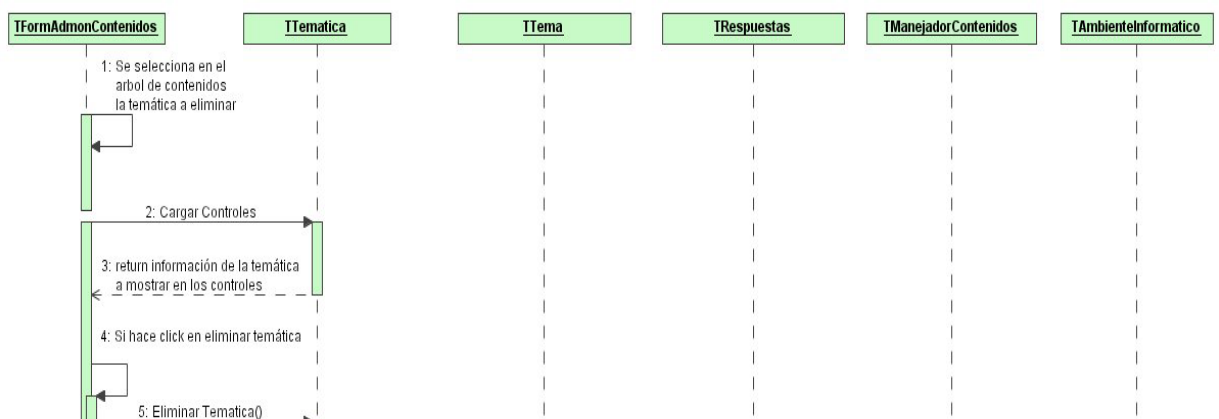 TFormAdmonContenidos
TTematica
TTema
TRespuestas
TManejadorContenidos
TAmbienteInformatico
1: Se selecciona en el
arbol de contenidos
la temática a eliminar
2: Cargar Controles
3: return información de la temática
a mostrar en los controles
4: Si hace click en eliminar temática
5: Eliminar Tematica()